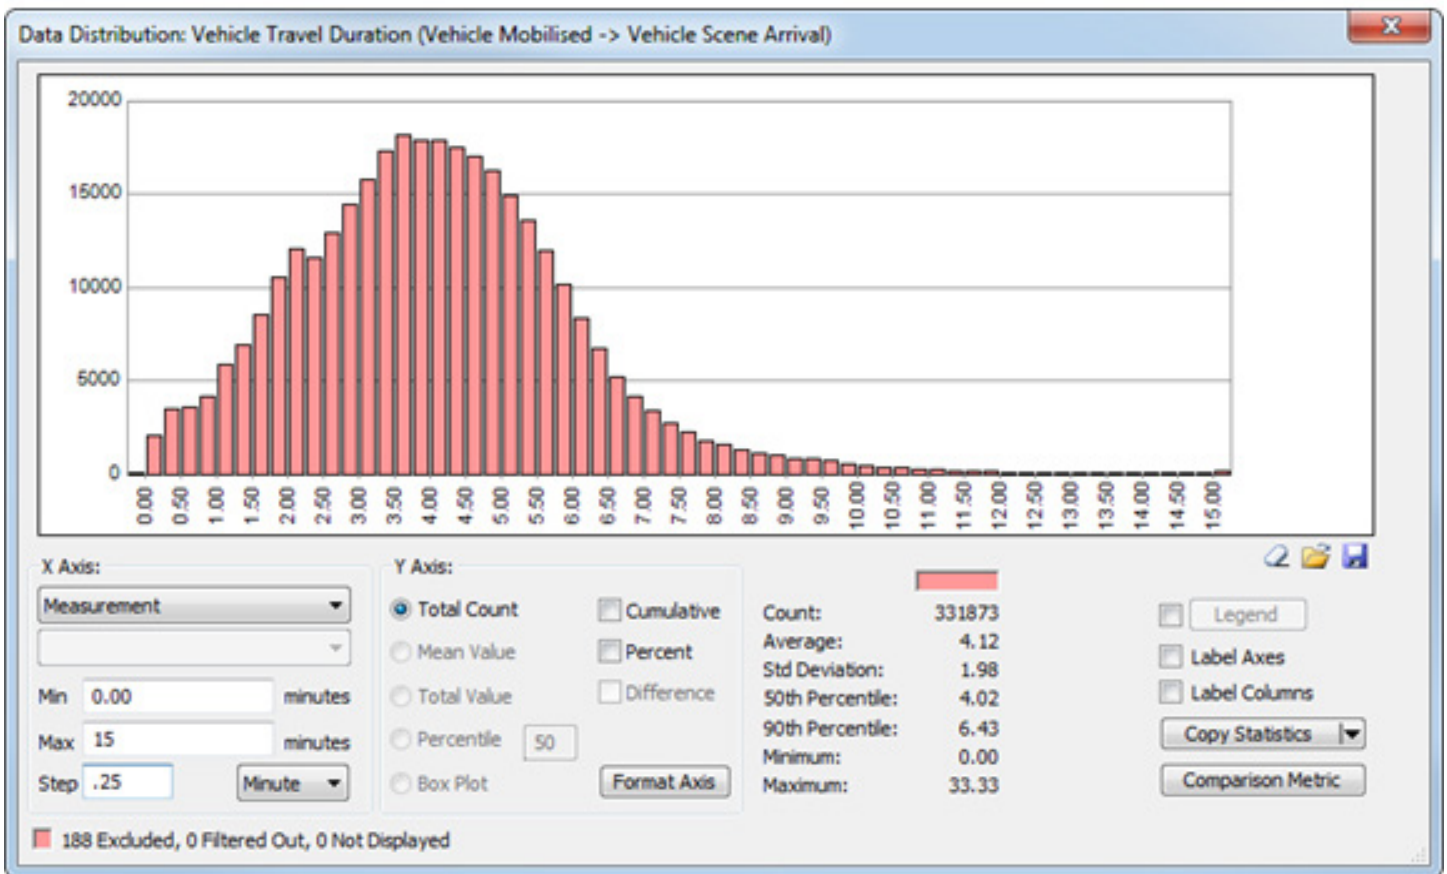 Data Distribution: Vehicle Travel Duration (Vehicle Mobilised -> Vehicle Scene Arrival)
20000
15000
10000
5000
0
0.00 0.50 1.00 1.50 2.00 2.50 3.00 3.50 4.00 4.50 5.00 5.50 6.00 6.50 7.00 7.50 8.00 8.50 9.00 9.50 10.00 10.50 11.00 11.50 12.00 12.50 13.00 13.50 14.00 14.50 15.00
X Axis:
Measurement
Min 0.00 minutes
Max 15 minutes
Step .25 Minute
Y Axis:
Total Count Cumulative
Mean Value Percent
Total Value Difference
Percentile 50
Box Plot Format Axis
Count: 331873
Average: 4.12
Std Deviation: 1.98
50th Percentile: 4.02
90th Percentile: 6.43
Minimum: 0.00
Maximum: 33.33
Legend
Label Axes
Label Columns
Copy Statistics
Comparison Metric
188 Excluded, 0 Filtered Out, 0 Not Displayed